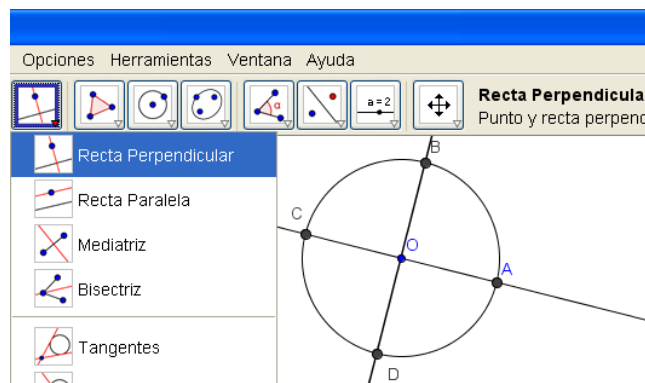 Opciones Herramientas Ventana Ayuda
α
a=2
Recta Perpendicula
Punto y recta perpend
Recta Perpendicular
Recta Paralela
Mediatriz
Bisectriz
Tangentes
B
C
O
A
D